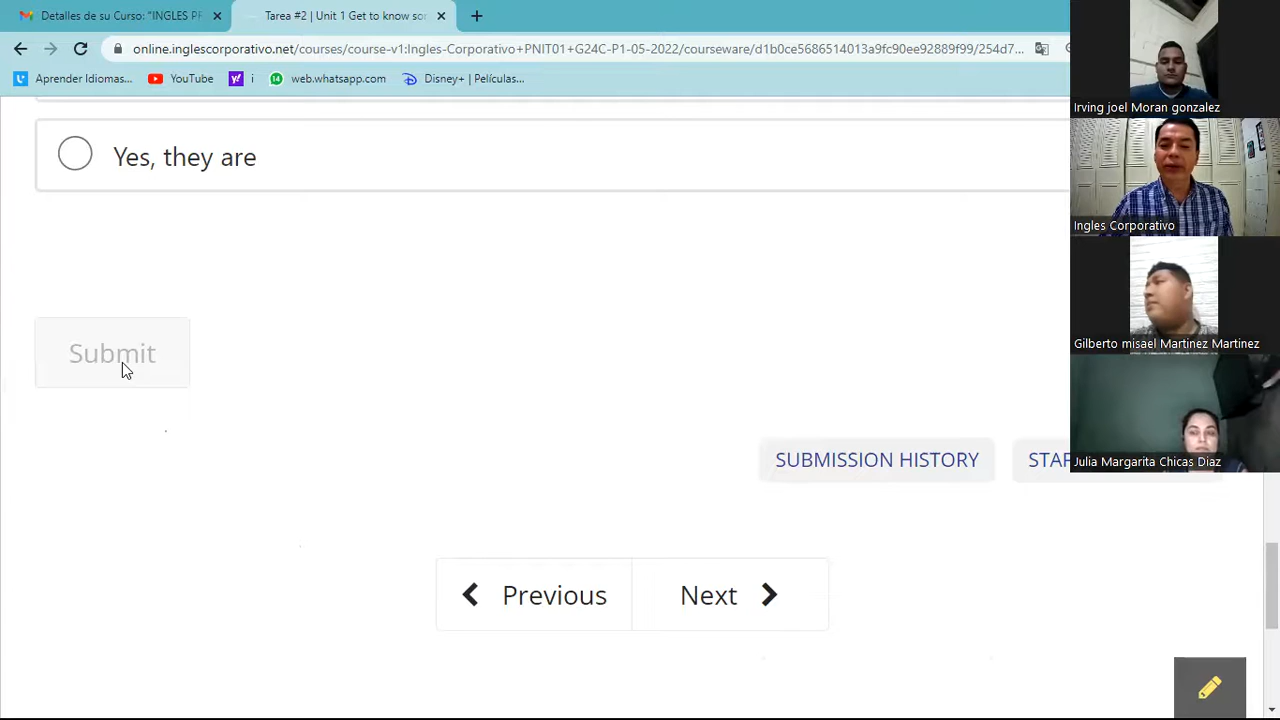 Detalles de su Curso: "INGLES PF
Tarea #2 | Unit 1 Get to know sor
online.inglescorporativo.net/courses/course-v1:Ingles-Corporativo+PNIT01+G24C-P1-05-2022/courseware/d1b0ce5686514013a9fc90ee92889f99/254d7...
Aprender Idiomas...
YouTube
i
web.whatsapp.com
Disney+ | Películas,...
Yes, they are
Submit
SUBMISSION HISTORY
STAF
Previous
Next
Irving joel Moran gonzalez
Ingles Corporativo
Gilberto misael Martinez Martinez
Julia Margarita Chicas Diaz